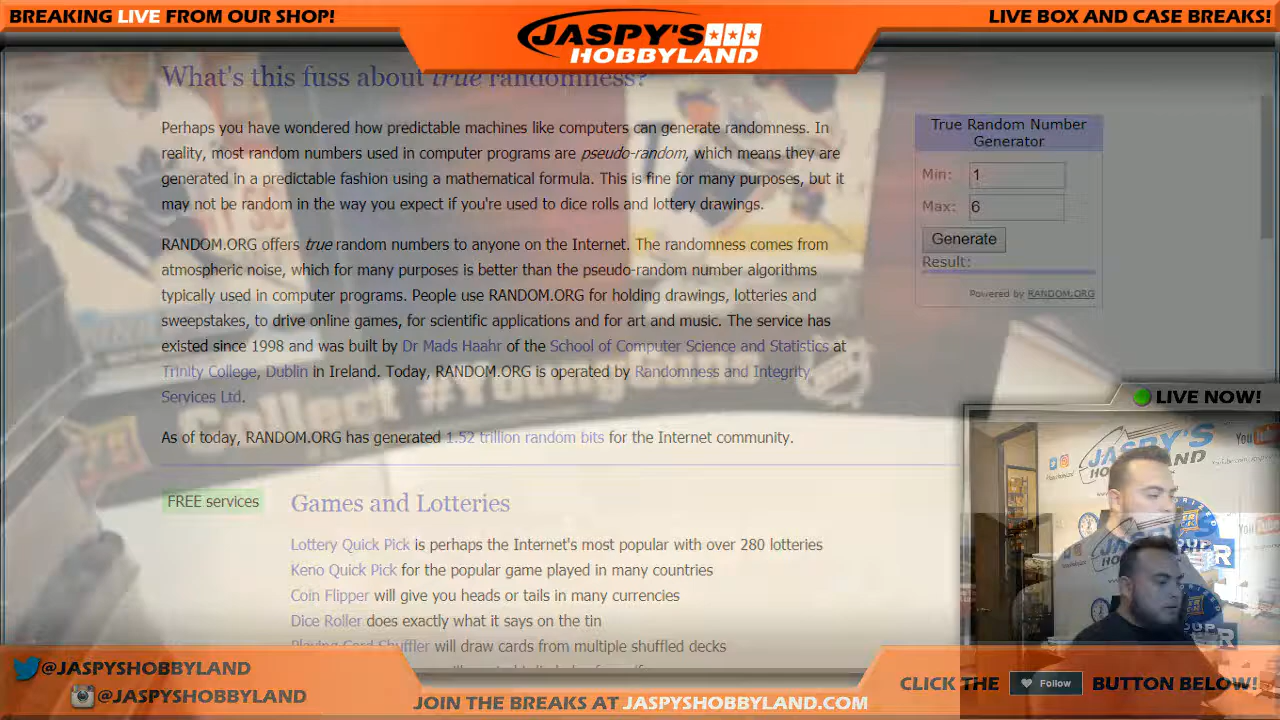 BREAKING LIVE FROM OUR SHOP!
JASPY'S
HOBBYLAND
LIVE BOX AND CASE BREAKS!
What's this fuss about true randomness?
Perhaps you have wondered how predictable machines like computers can generate randomness. In
reality, most random numbers used in computer programs are pseudo-random, which means they are
generated in a predictable fashion using a mathematical formula. This is fine for many purposes, but it
may not be random in the way you expect if you're used to dice rolls and lottery drawings.
RANDOM.ORG offers true random numbers to anyone on the Internet. The randomness comes from
atmospheric noise, which for many purposes is better than the pseudo-random number algorithms
typically used in computer programs. People use RANDOM.ORG for holding drawings, lotteries and
sweepstakes, to drive online games, for scientific applications and for art and music. The service has
existed since 1998 and was built by Dr Mads Haahr of the School of Computer Science and Statistics at
Trinity College, Dublin in Ireland. Today, RANDOM.ORG is operated by Randomness and Integrity
Services Ltd.
As of today, RANDOM.ORG has generated 1.52 trillion random bits for the Internet community.
True Random Number
Generator
Min: 1
Max: 6
Generate
Result:
Powered by RANDOM.ORG
Collect
FREE services
Games and Lotteries
Lottery Quick Pick is perhaps the Internet's most popular with over 280 lotteries
Keno Quick Pick for the popular game played in many countries
Coin Flipper will give you heads or tails in many currencies
Dice Roller does exactly what it says on the tin
Playing Card Shuffler will draw cards from multiple shuffled decks
LIVE NOW!
JASPY'S
@JASPYSHOBBYLAND
@JASPYSHOBBYLAND
JOIN THE BREAKS AT JASPYSHOBBYLAND.COM
CLICK THE Follow BUTTON BELOW!